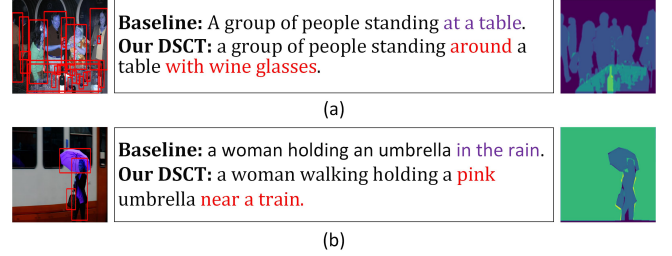 Baseline: A group of people standing at a table.
Our DSCT: a group of people standing around a
table with wine glasses.
(a)
Baseline: a woman holding an umbrella in the rain.
Our DSCT: a woman walking holding a pink
umbrella near a train.
(b)